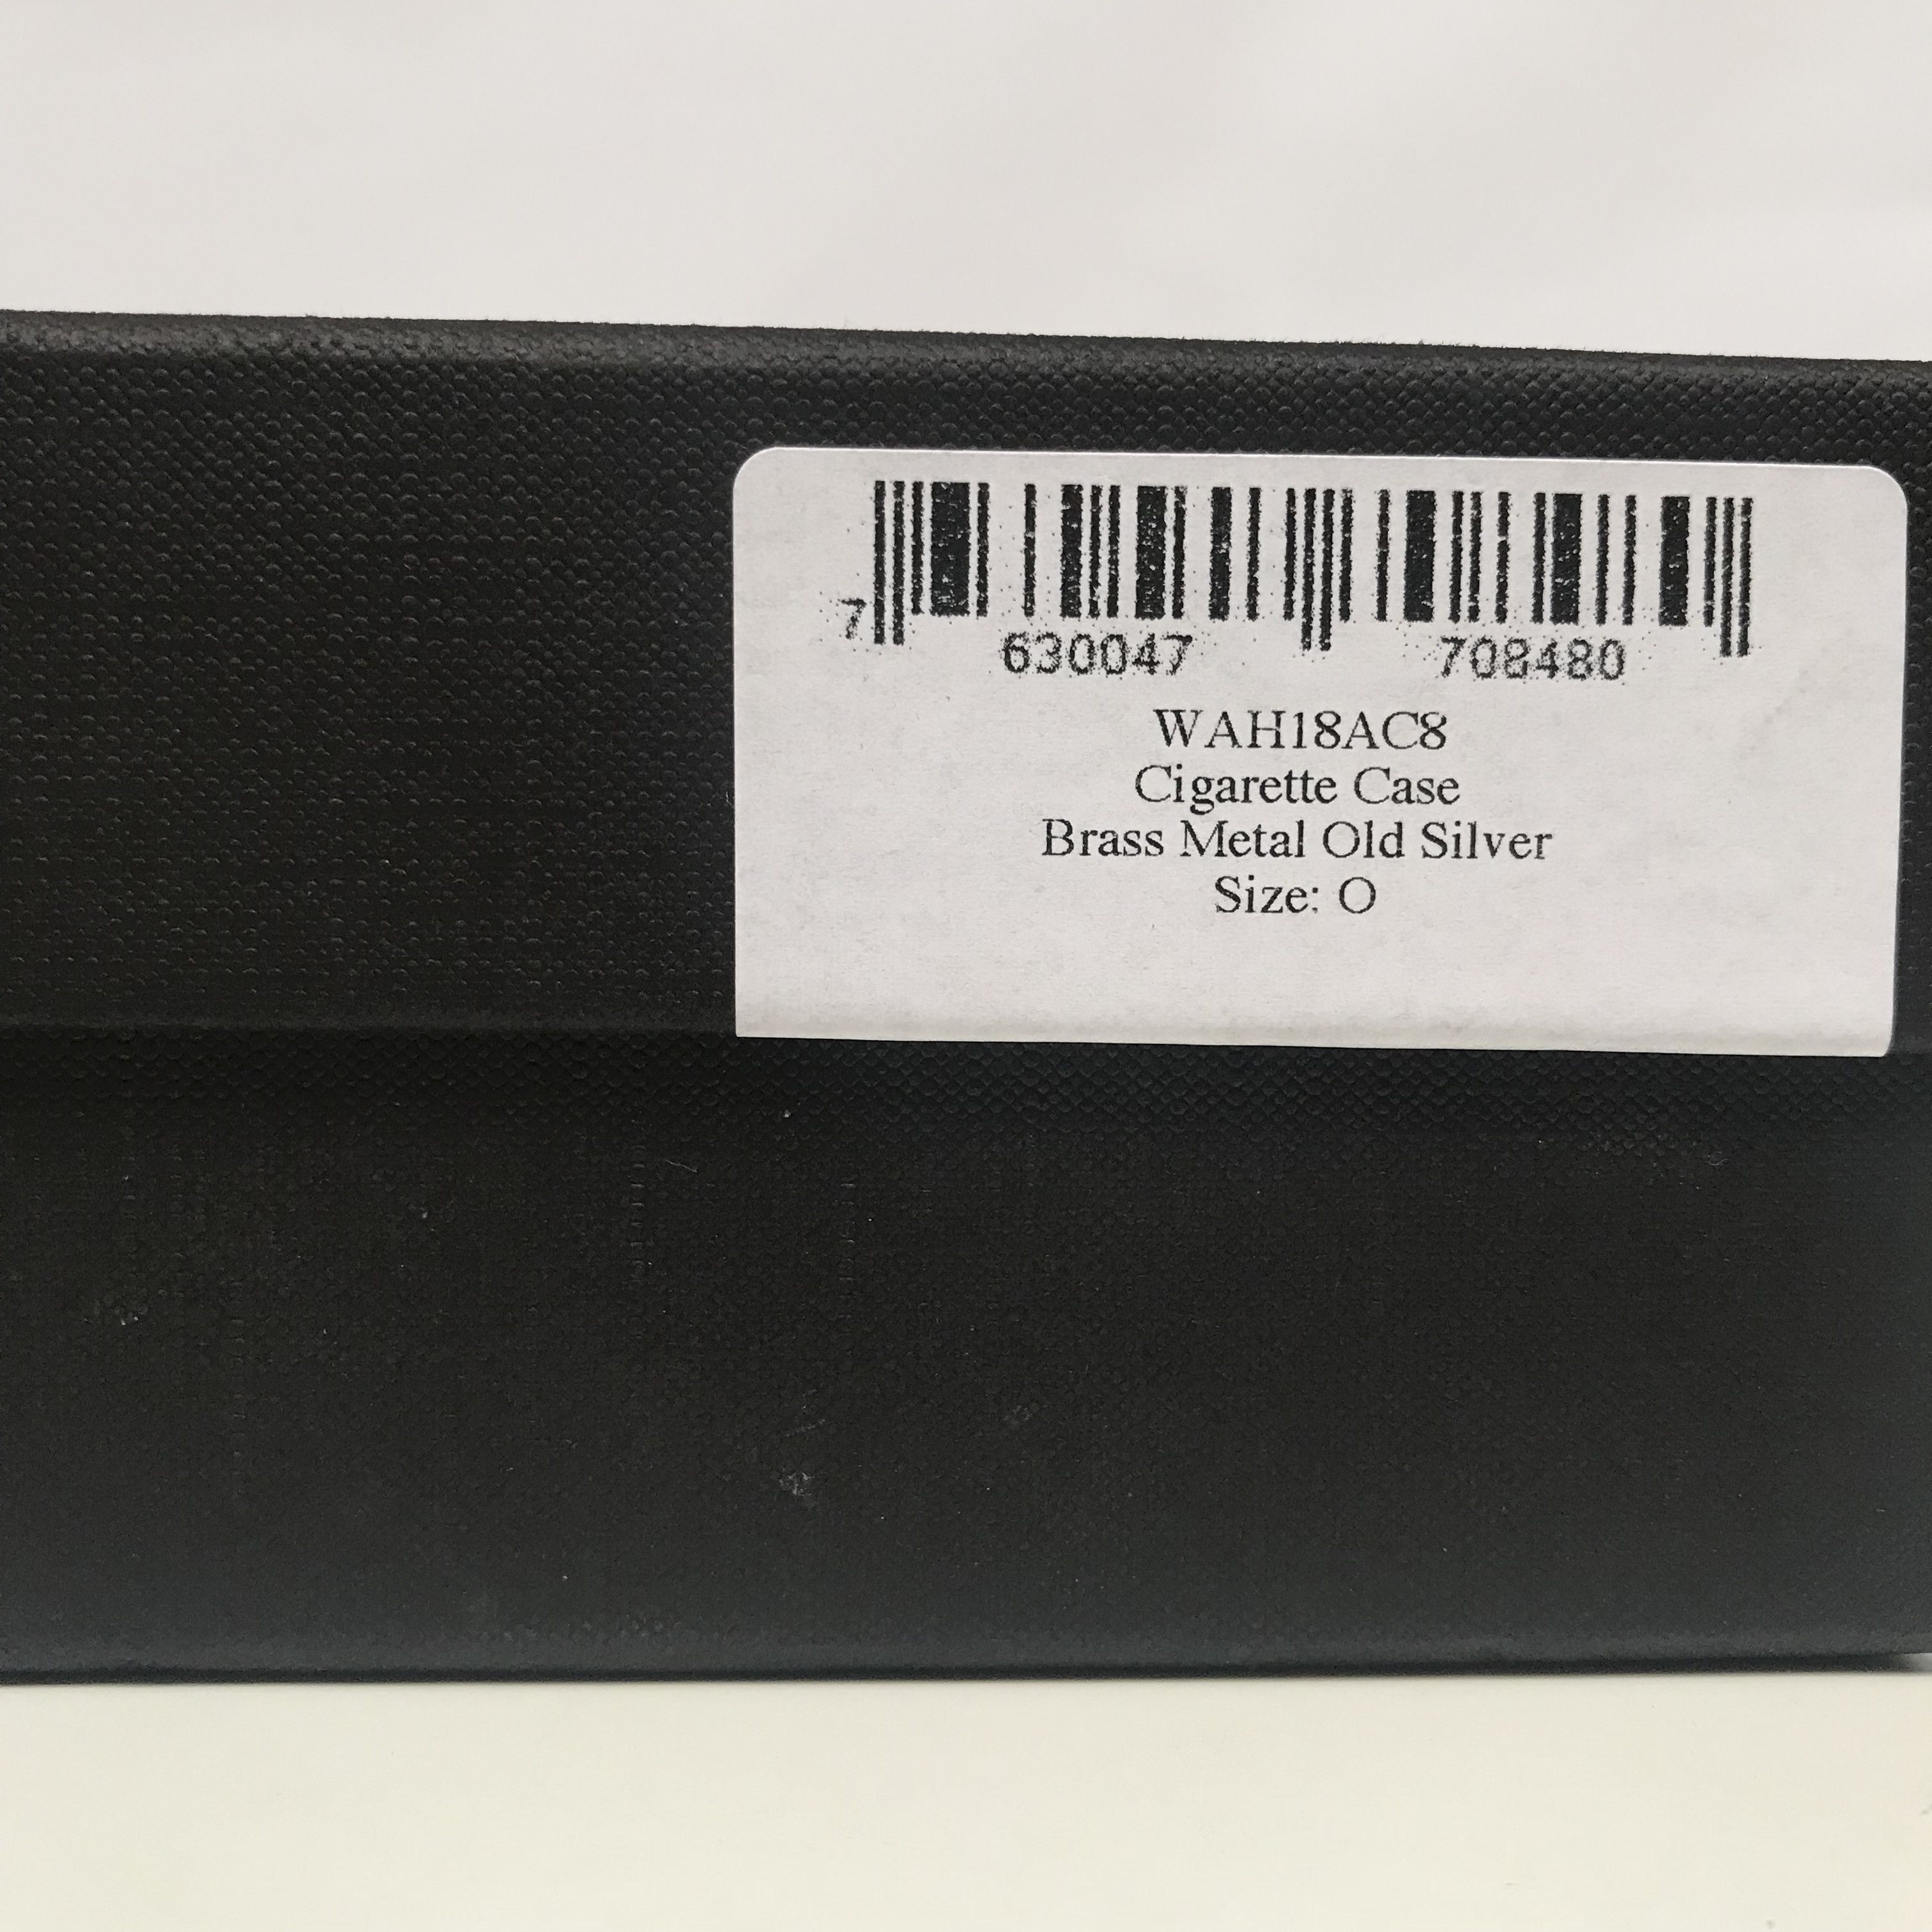 7 630047 708480
WAH18AC8
Cigarette Case
Brass Metal Old Silver
Size: O